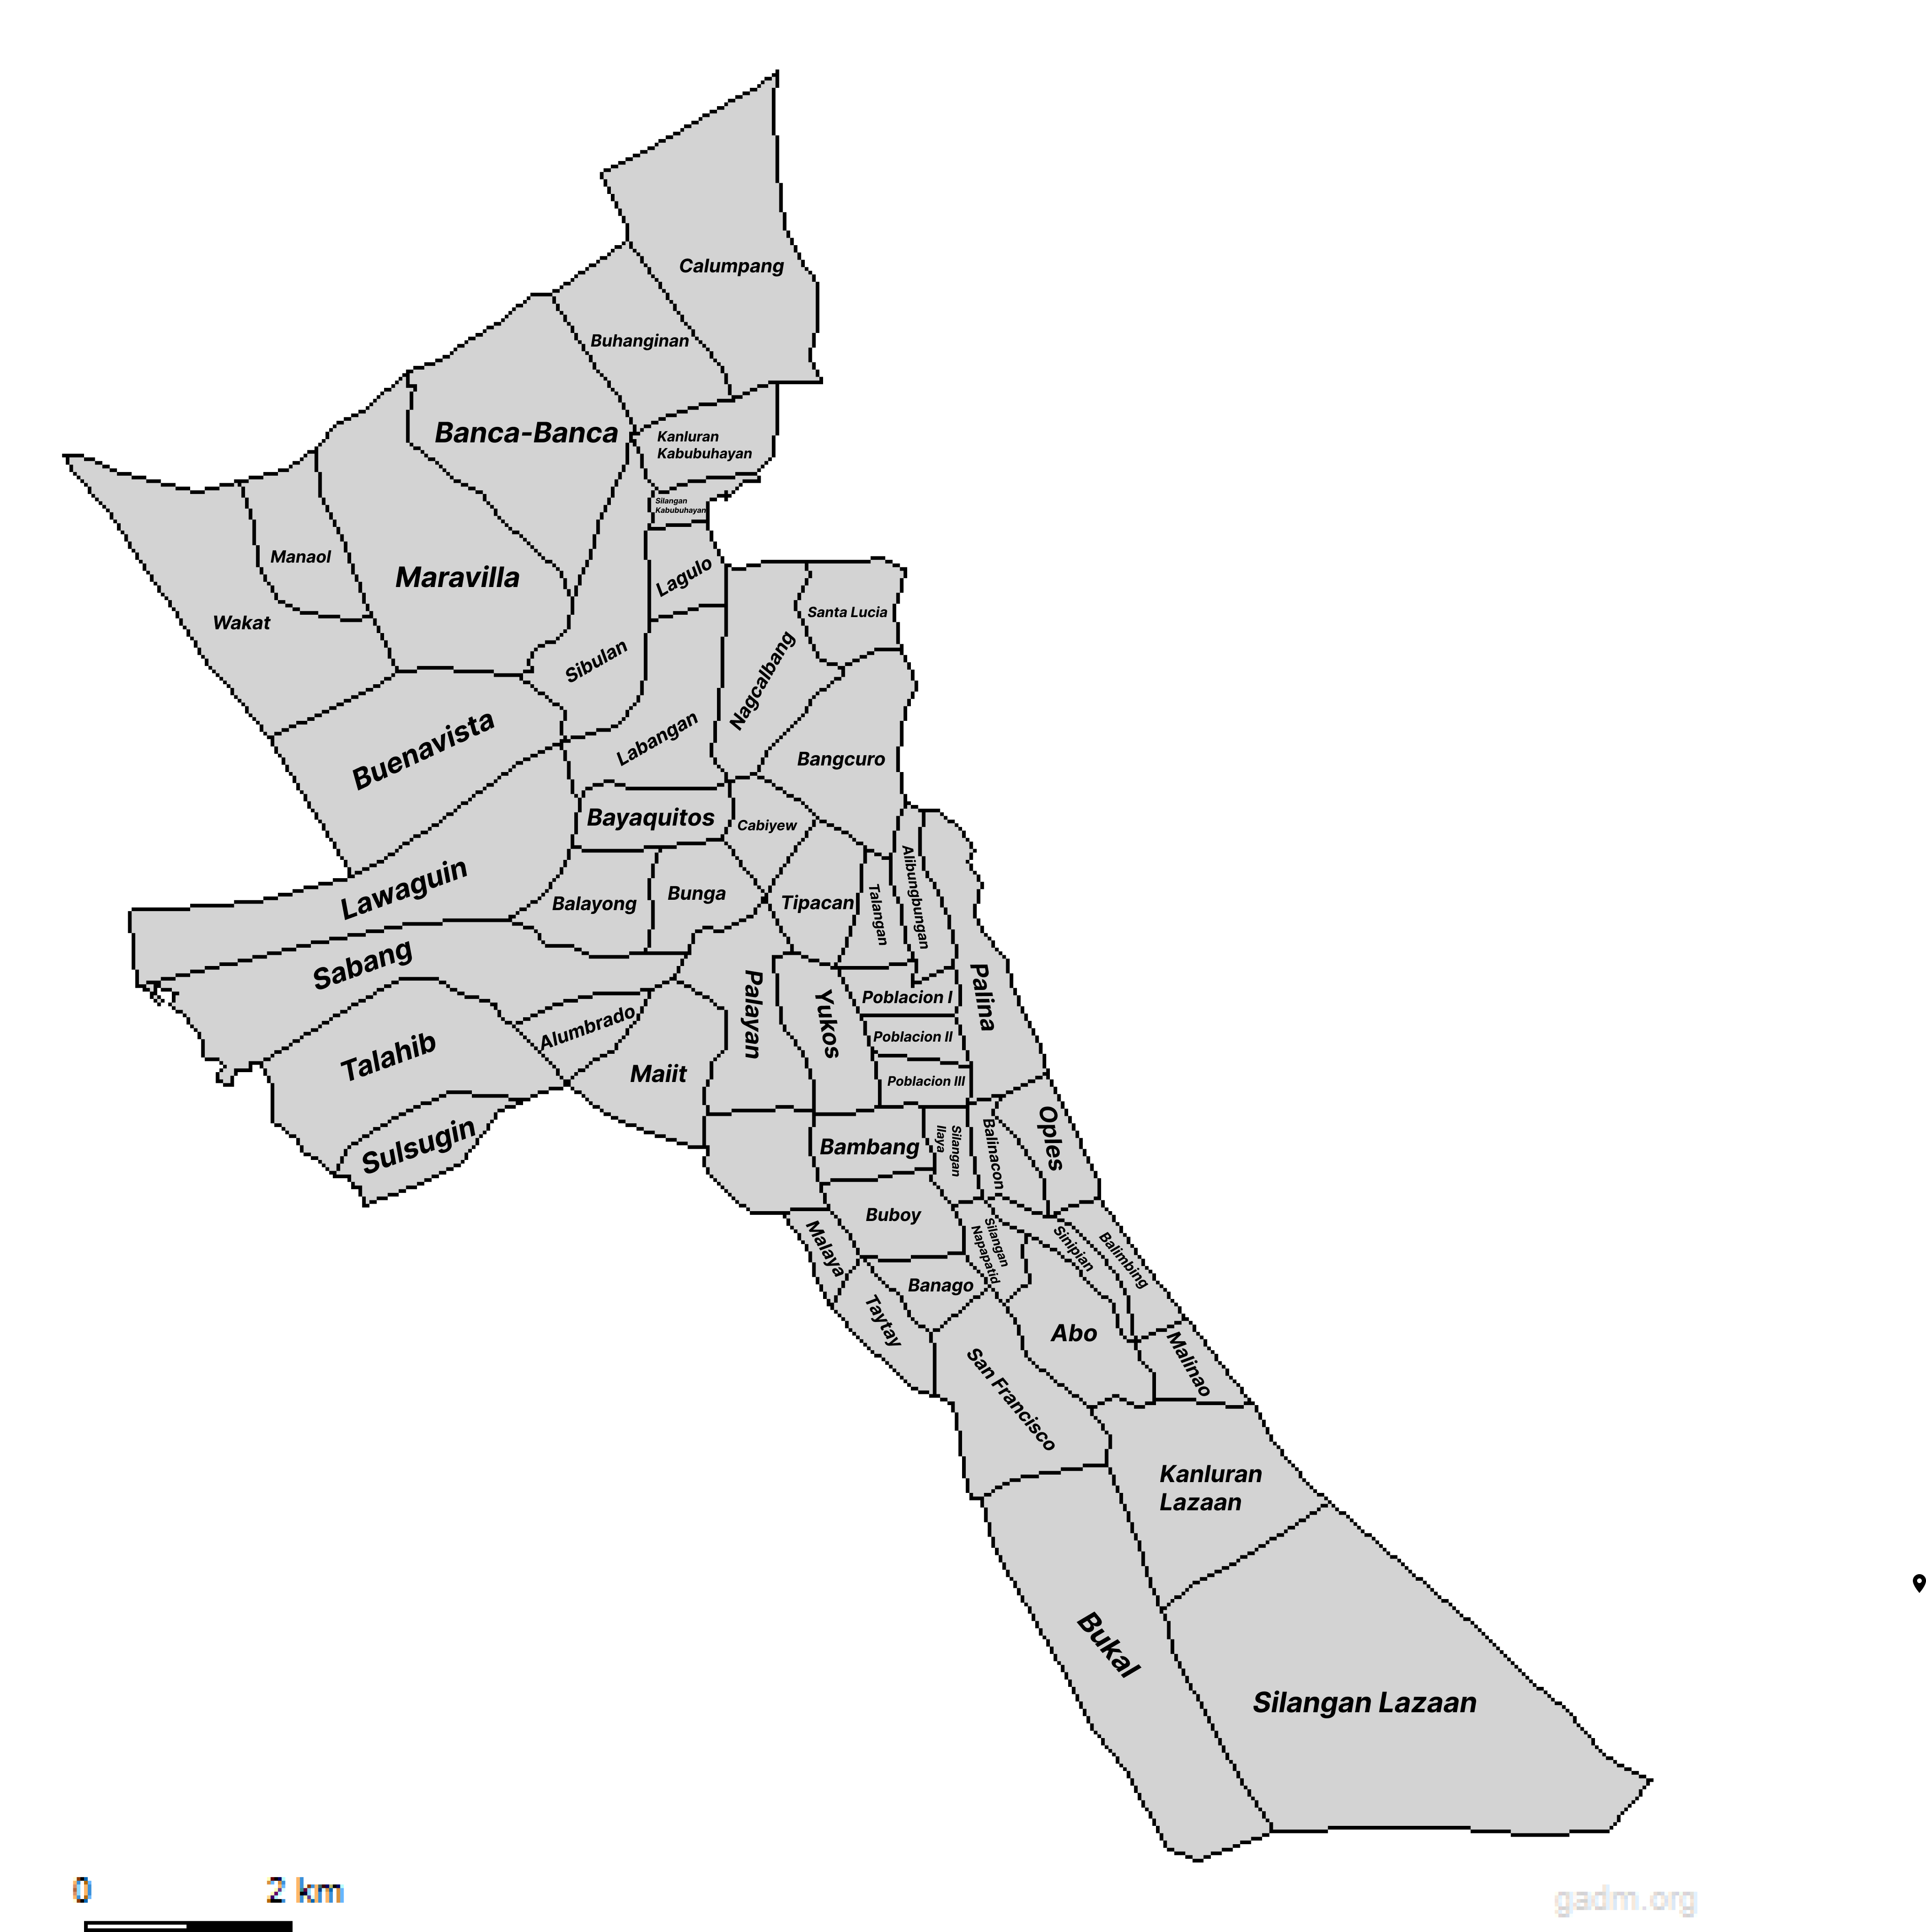 Calumpang
Buhanginan
Banca-Banca
Kanluran
Kabubuhayan
Silangan
Kabubuhayan
Manaol
Maravilla
Lagulo
Wakat
Santa Lucia
Sibulan
Nagcalbang
Buenavista
Labangan
Bangcuro
Bayaquitos
Cabiyew
Lawaguin
Balayong
Bunga
Tipacan
Talangan
Alibungbungan
Sabang
Palina
Poblacion I
Palayan
Yukos
Alumbrado
Poblacion II
Talahib
Maiit
Poblacion III
Sulsugin
Bambang
Silangan
Ilaya
Balinacon
Oples
Buboy
Malaya
Silangan
Napapatid
Sinipian
Balimbing
Banago
Taytay
Abo
Malinao
San Francisco
Kanluran
Lazaan
Bukal
Silangan Lazaan
0 2 km
gadm.org